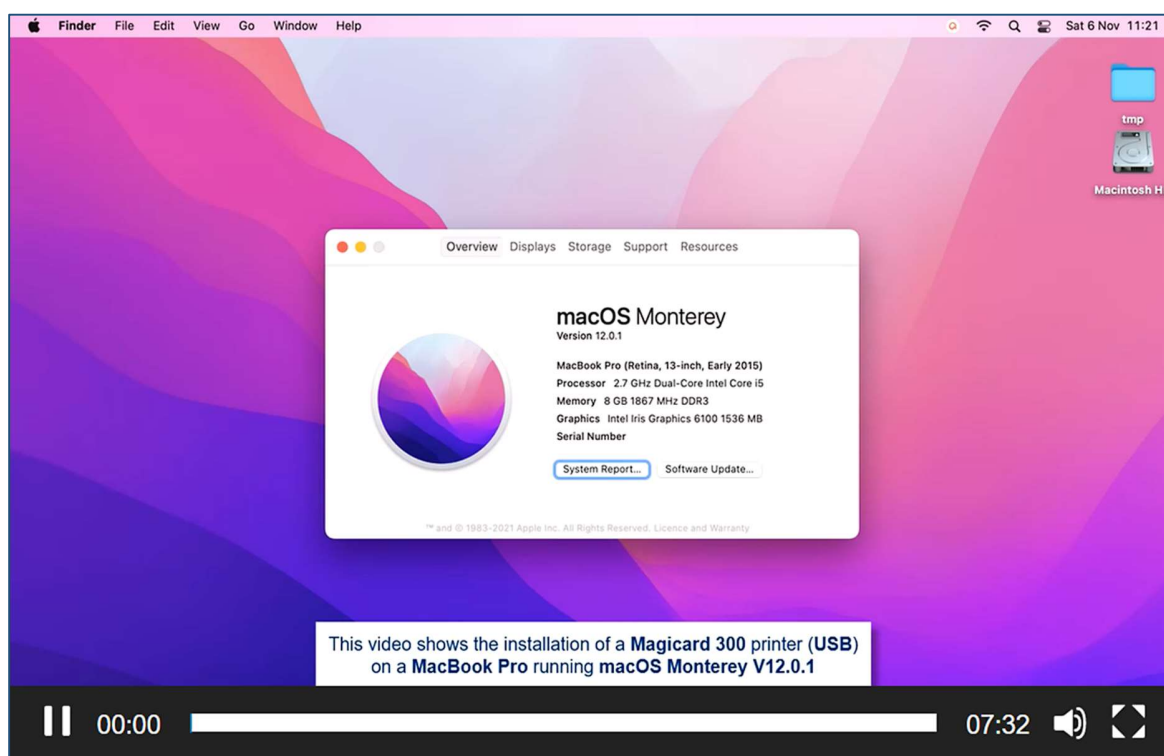 Finder File Edit View Go Window Help Sat 6 Nov 11:21
tmp
Macintosh H
Overview Displays Storage Support Resources
macOS Monterey
Version 12.0.1
MacBook Pro (Retina, 13-inch, Early 2015)
Processor 2.7 GHz Dual-Core Intel Core i5
Memory 8 GB 1867 MHz DDR3
Graphics Intel Iris Graphics 6100 1536 MB
Serial Number
System Report... Software Update...
™ and © 1983-2021 Apple Inc. All Rights Reserved. Licence and Warranty
This video shows the installation of a Magicard 300 printer (USB)
on a MacBook Pro running macOS Monterey V12.0.1
00:00 07:32